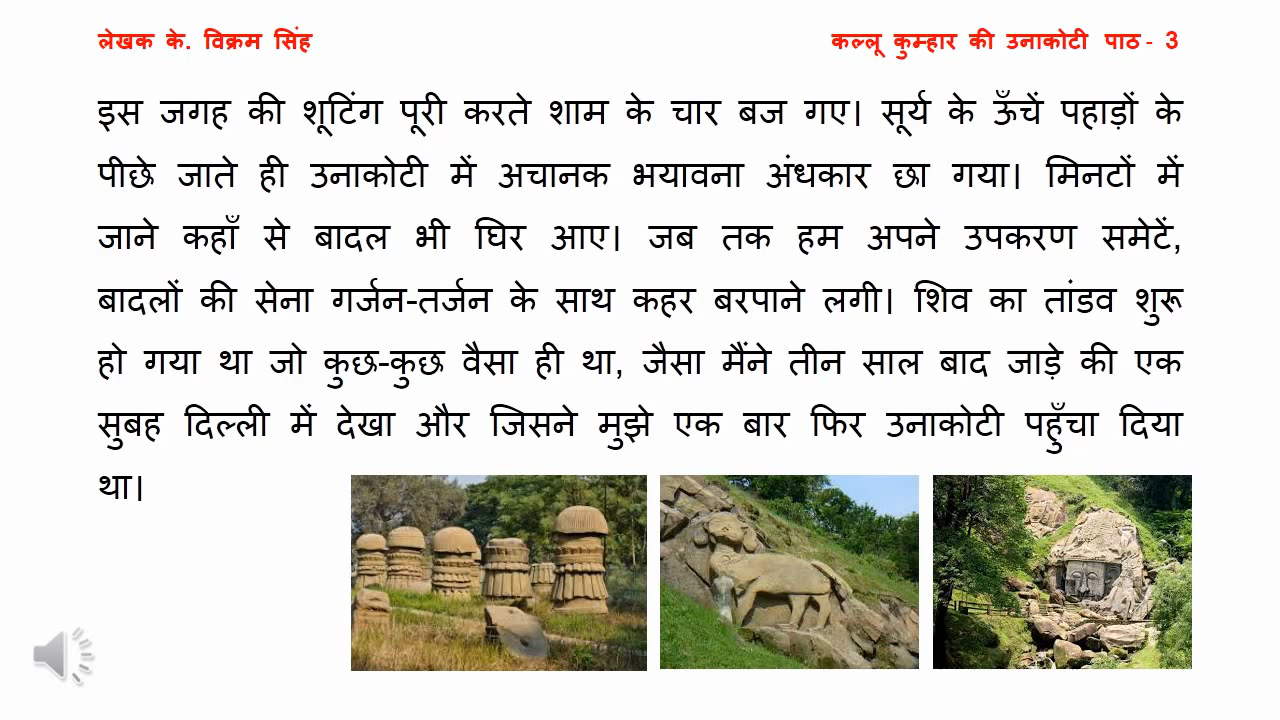 लेखक के. विक्रम सिंह कल्लू कुम्हार की उनाकोटी पाठ - 3
इस जगह की शूटिंग पूरी करते शाम के चार बज गए। सूर्य के ऊँचें पहाड़ों के
पीछे जाते ही उनाकोटी में अचानक भयावना अंधकार छा गया। मिनटों में
जाने कहाँ से बादल भी घिर आए। जब तक हम अपने उपकरण समेटें,
बादलों की सेना गर्जन-तर्जन के साथ कहर बरपाने लगी। शिव का तांडव शुरू
हो गया था जो कुछ-कुछ वैसा ही था, जैसा मैंने तीन साल बाद जाड़े की एक
सुबह दिल्ली में देखा और जिसने मुझे एक बार फिर उनाकोटी पहुँचा दिया
था।